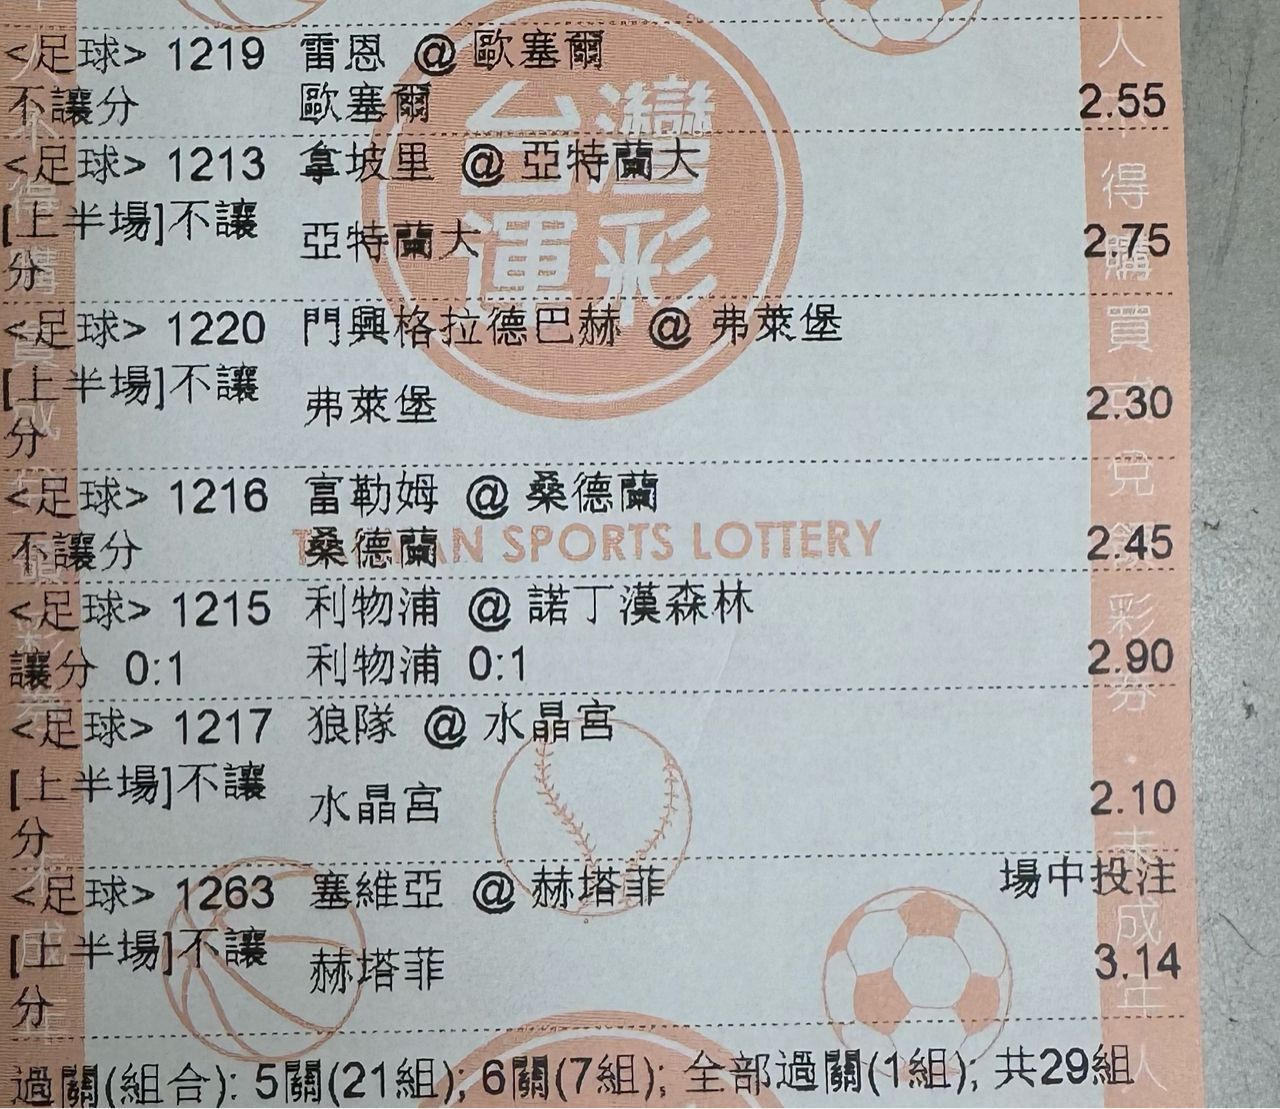 <足球> 1219 雷恩 @ 歐塞爾
不讓分 歐塞爾 2.55
<足球> 1213 拿坡里 @ 亞特蘭大
[上半場]不讓
分 亞特蘭大 2.75
<足球> 1220 門興格拉德巴赫 @ 弗萊堡
[上半場]不讓
分 弗萊堡 2.30
<足球> 1216 富勒姆 @ 桑德蘭
不讓分 桑德蘭 2.45
<足球> 1215 利物浦 @ 諾丁漢森林
讓分 0:1 利物浦 0:1 2.90
<足球> 1217 狼隊 @ 水晶宮
[上半場]不讓
分 水晶宮 2.10
<足球> 1263 塞維亞 @ 赫塔菲 場中投注
[上半場]不讓
分 赫塔菲 3.14
過關(組合): 5關(21組); 6關(7組); 全部過關(1組); 共29組
台灣
運彩
SPORTS LOTTERY